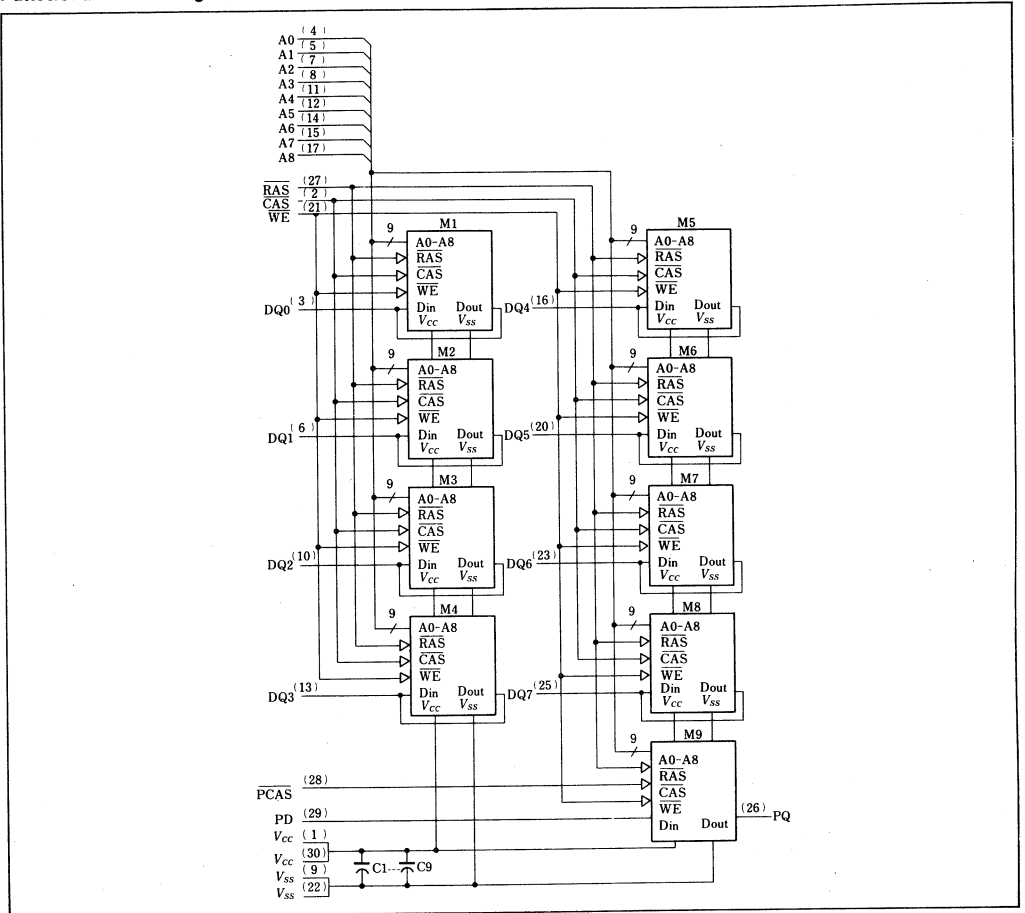 A0 (4)
A1 (5)
A2 (7)
A3 (8)
A4 (11)
A5 (12)
A6 (14)
A7 (15)
A8 (17)
RAS (27)
CAS (2)
WE (21)
M1
9
A0-A8
RAS
CAS
WE
DQ0 (3) Din Dout
Vcc Vss
M2
9
A0-A8
RAS
CAS
WE
DQ1 (6) Din Dout
Vcc Vss
M3
9
A0-A8
RAS
CAS
WE
DQ2 (10) Din Dout
Vcc Vss
M4
9
A0-A8
RAS
CAS
WE
DQ3 (13) Din Dout
Vcc Vss
M5
9
A0-A8
RAS
CAS
WE
DQ4 (16) Din Dout
Vcc Vss
M6
9
A0-A8
RAS
CAS
WE
DQ5 (20) Din Dout
Vcc Vss
M7
9
A0-A8
RAS
CAS
WE
DQ6 (23) Din Dout
Vcc Vss
M8
9
A0-A8
RAS
CAS
WE
DQ7 (25) Din Dout
Vcc Vss
M9
9
A0-A8
RAS
CAS
WE
Din Dout (26) PQ
PCAS (28)
PD (29)
Vcc (1)
Vcc (30)
Vss (9)
Vss (22)
C1---C9